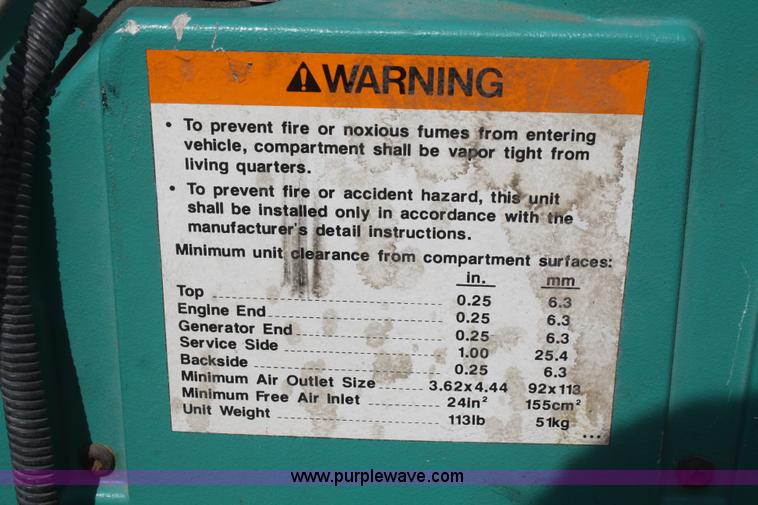 WARNING
• To prevent fire or noxious fumes from entering
vehicle, compartment shall be vapor tight from
living quarters.
• To prevent fire or accident hazard, this unit
shall be installed only in accordance with the
manufacturer's detail instructions.
Minimum unit clearance from compartment surfaces:
in. mm
Top 0.25 6.3
Engine End 0.25 6.3
Generator End 0.25 6.3
Service Side 1.00 25.4
Backside 0.25 6.3
Minimum Air Outlet Size 3.62x4.44 92x113
Minimum Free Air Inlet 24in² 155cm²
Unit Weight 113lb 51kg
...
www.purplewave.com